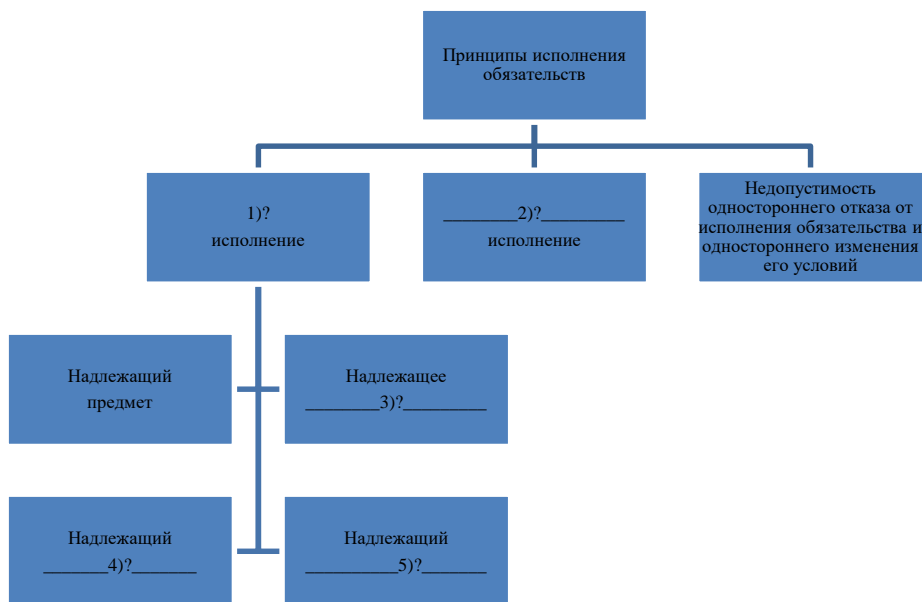 Принципы исполнения
обязательств
1)?
исполнение
________2)?_________
исполнение
Недопустимость
одностороннего отказа от
исполнения обязательства и
одностороннего изменения
его условий
Надлежащий
предмет
Надлежащее
________3)?_________
Надлежащий
_______4)?_______
Надлежащий
__________5)?_______